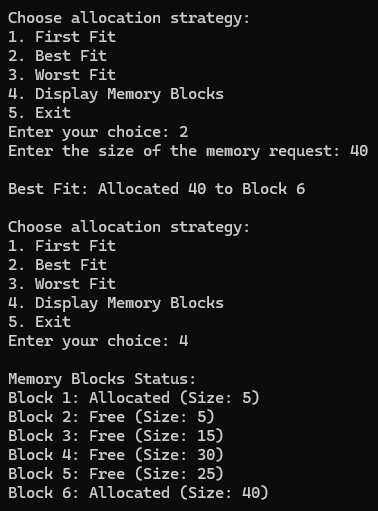 Choose allocation strategy:
1. First Fit
2. Best Fit
3. Worst Fit
4. Display Memory Blocks
5. Exit
Enter your choice: 2
Enter the size of the memory request: 40
Best Fit: Allocated 40 to Block 6
Choose allocation strategy:
1. First Fit
2. Best Fit
3. Worst Fit
4. Display Memory Blocks
5. Exit
Enter your choice: 4
Memory Blocks Status:
Block 1: Allocated (Size: 5)
Block 2: Free (Size: 5)
Block 3: Free (Size: 15)
Block 4: Free (Size: 30)
Block 5: Free (Size: 25)
Block 6: Allocated (Size: 40)